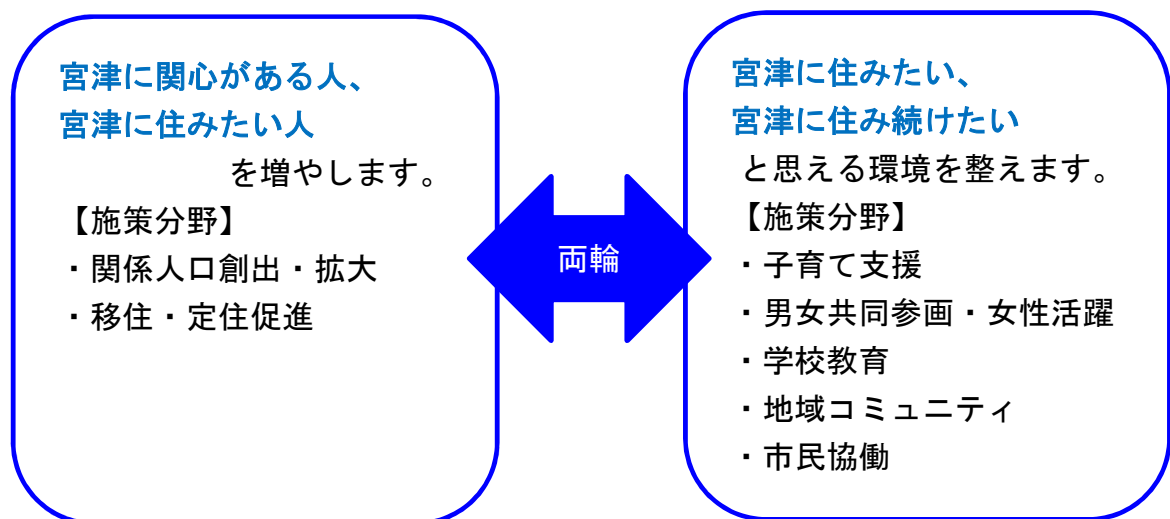 宮津に関心がある人、
宮津に住みたい人
を増やします。
【施策分野】
・関係人口創出・拡大
・移住・定住促進
両輪
宮津に住みたい、
宮津に住み続けたい
と思える環境を整えます。
【施策分野】
・子育て支援
・男女共同参画・女性活躍
・学校教育
・地域コミュニティ
・市民協働